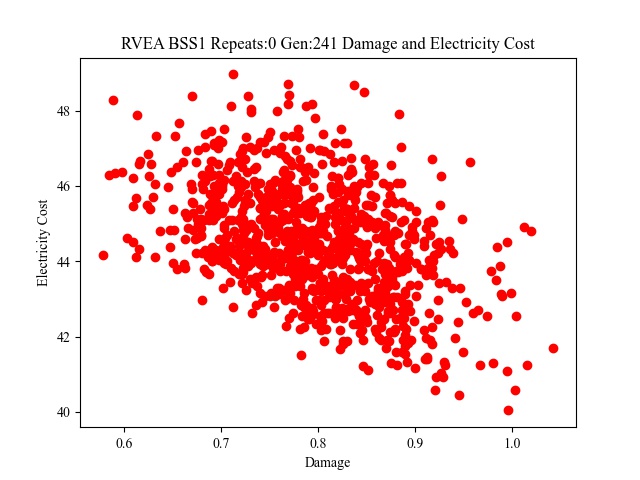 RVEA BSS1 Repeats:0 Gen:241 Damage and Electricity Cost
48
46
44
42
40
Electricity Cost
0.6 0.7 0.8 0.9 1.0
Damage